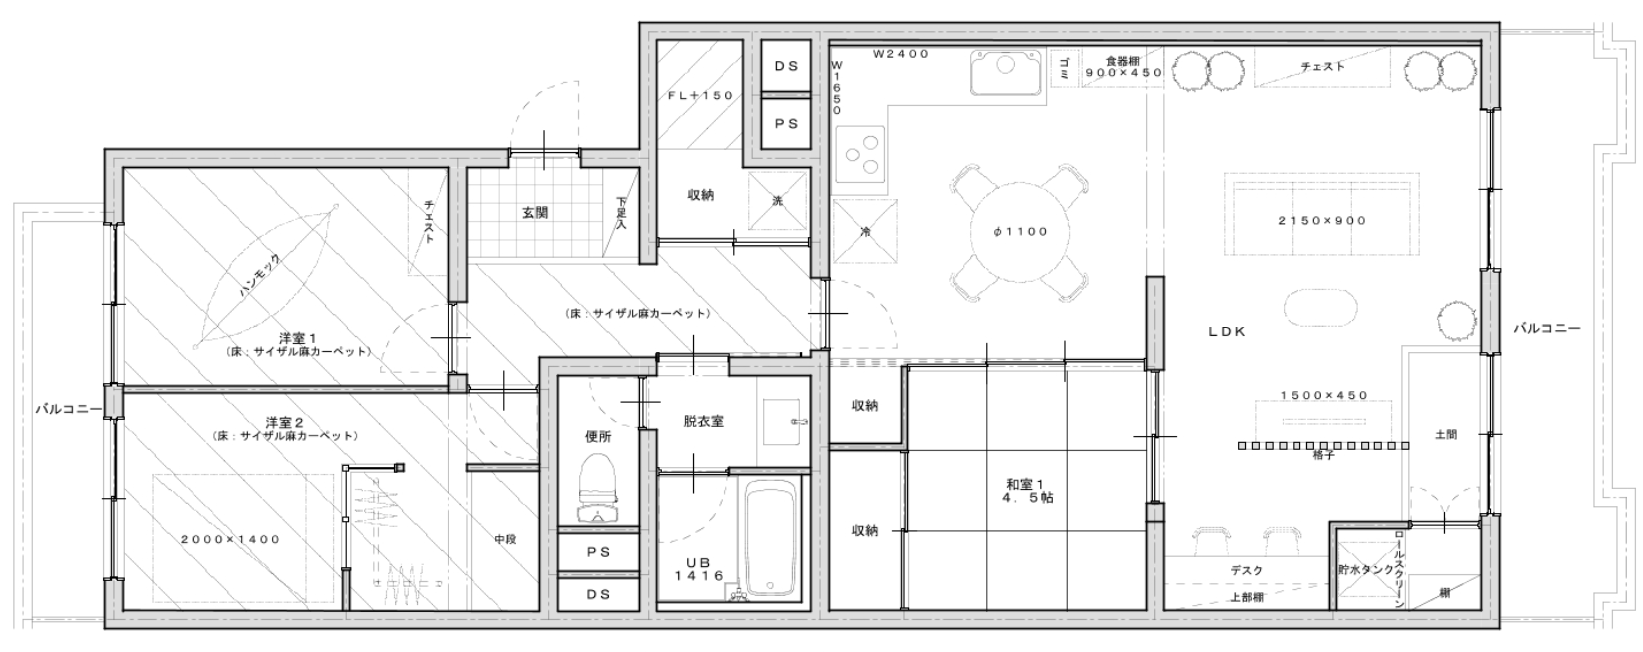 W2400
W1650
ゴミ
食器棚
900×450
チェスト
DS
PS
FL+150
収納
洗
冷
φ1100
2150×900
玄関
下足入
チェスト
ハンモック
洋室1
(床:サイザル麻カーペット)
(床:サイザル麻カーペット)
LDK
バルコニー
バルコニー
洋室2
(床:サイザル麻カーペット)
2000×1400
中段
便所
脱衣室
PS
DS
UB
1416
収納
収納
和室1
4.5帖
1500×450
格子
土間
デスク
上部棚
貯水タンク
ロールスクリーン
棚